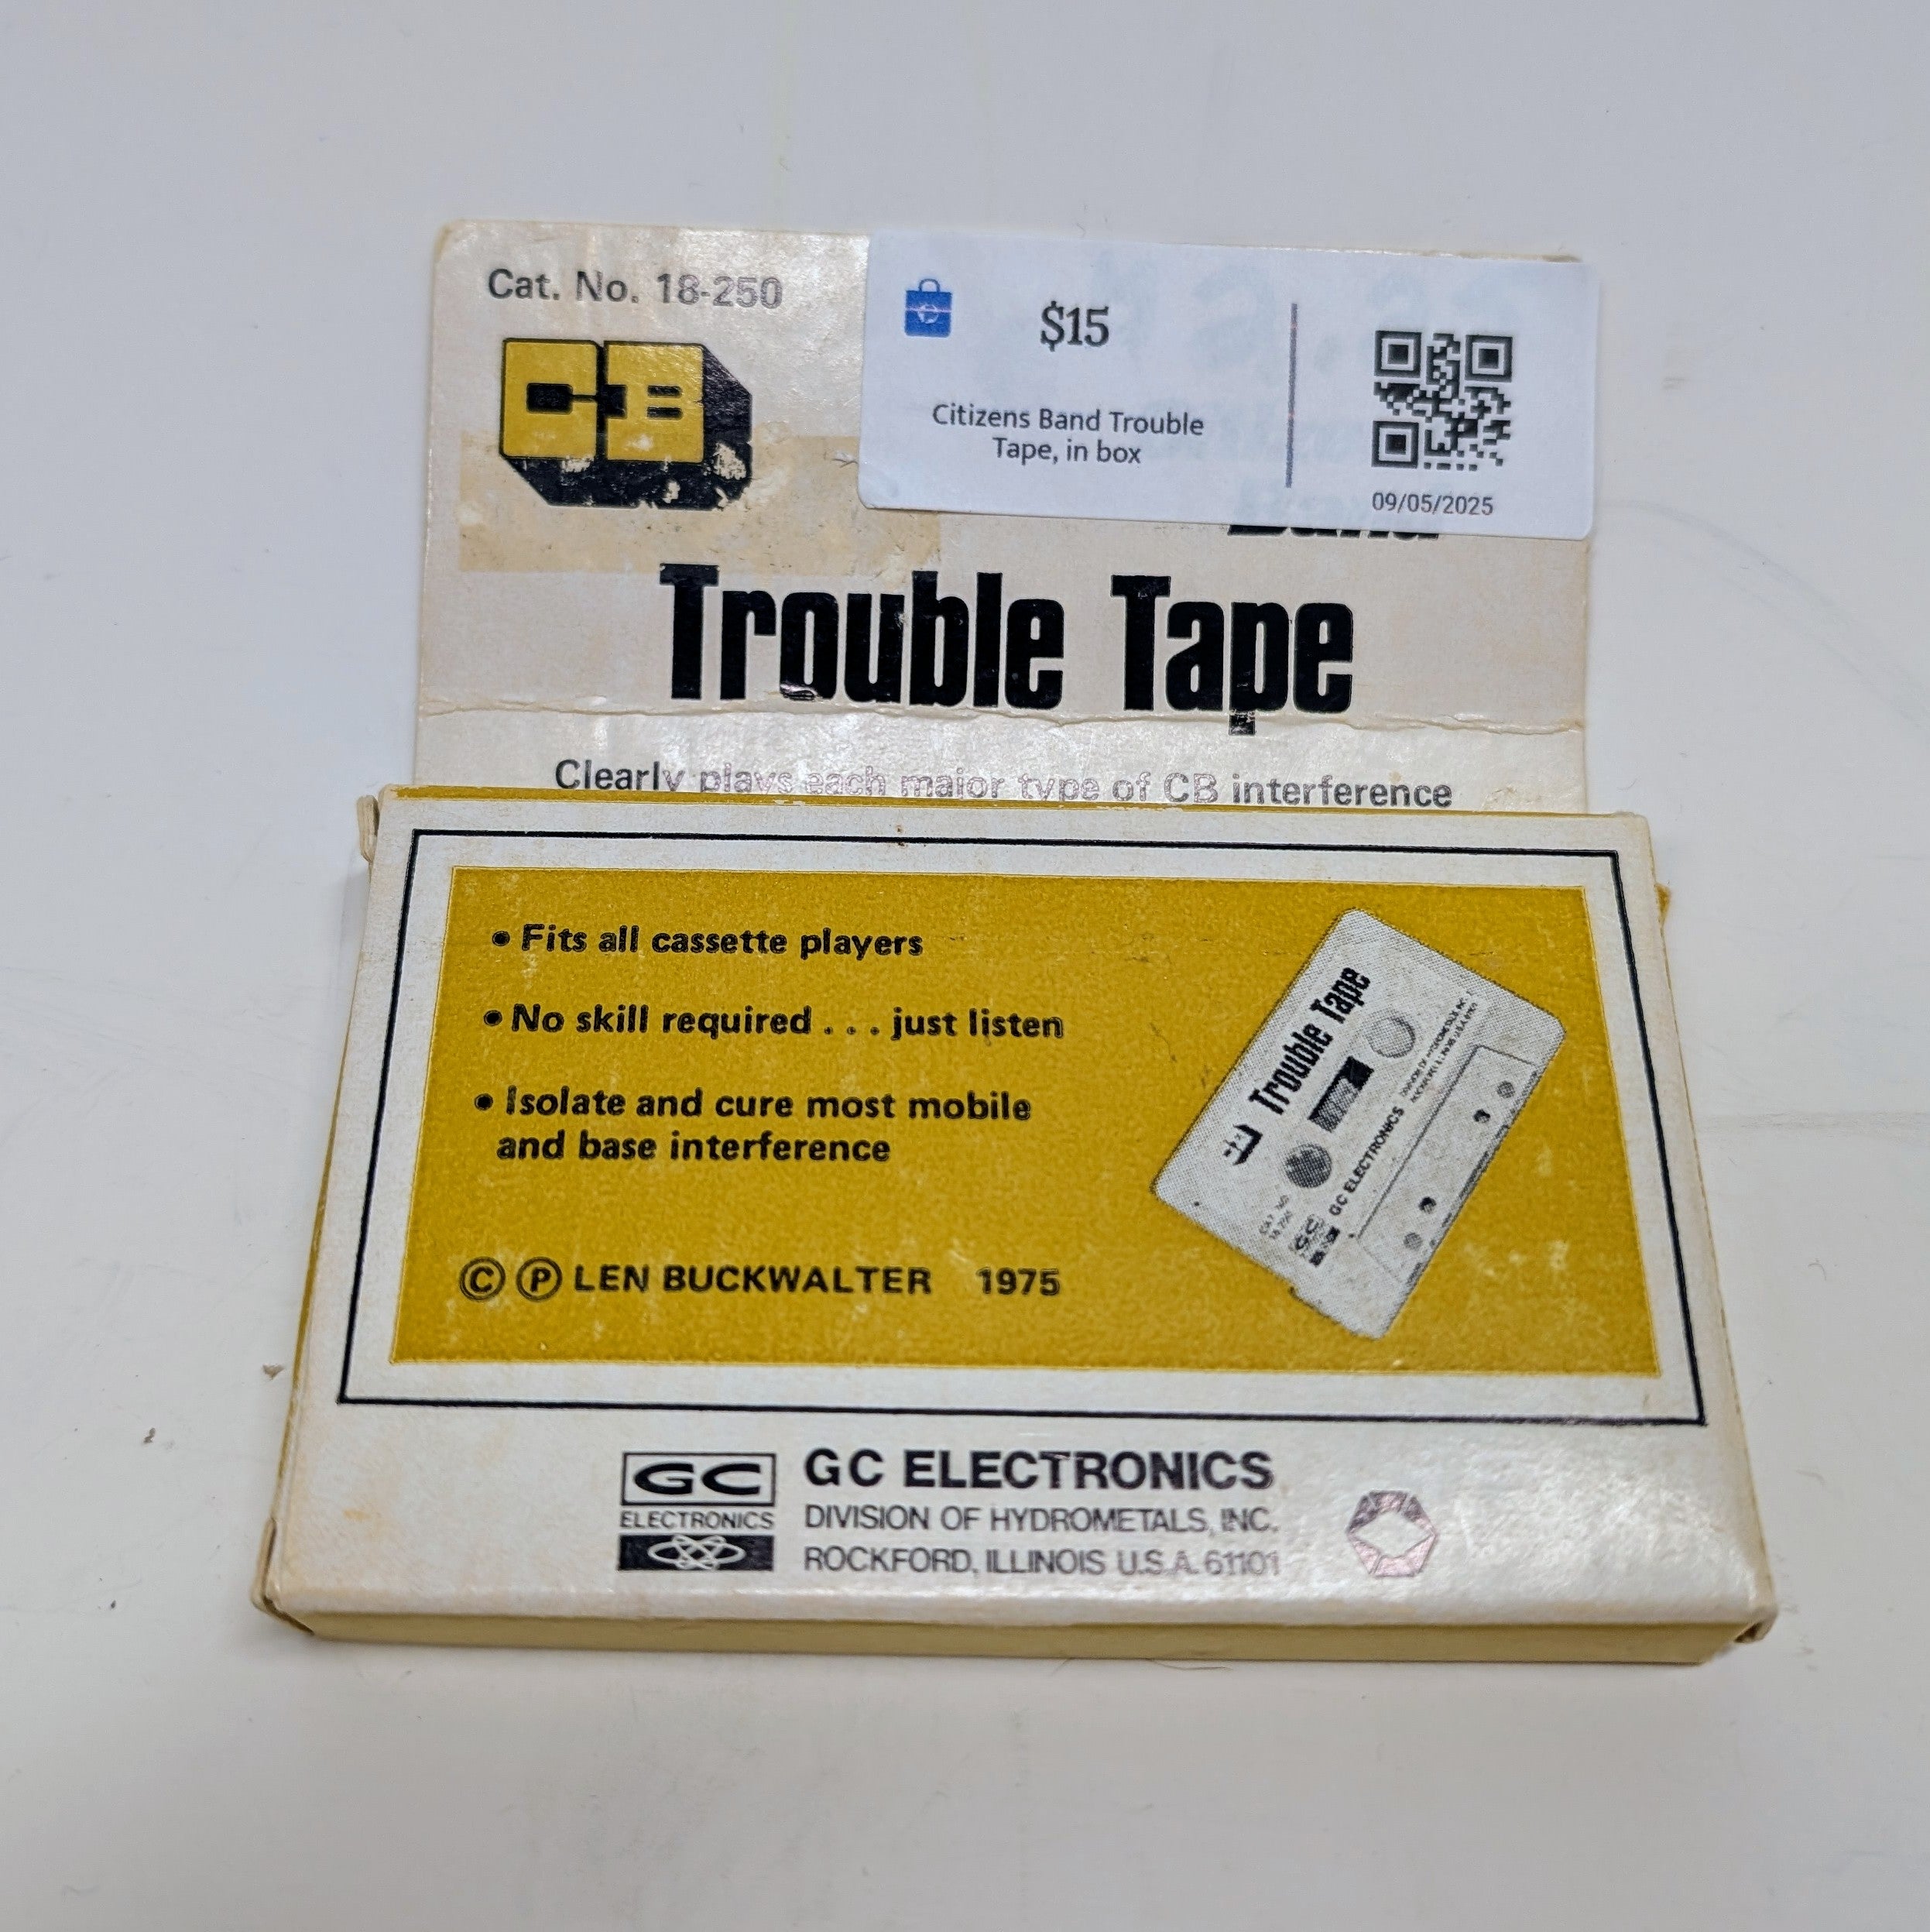 Cat. No. 18-250
CB
$15
Citizens Band Trouble
Tape, in box
09/05/2025
Band
Trouble Tape
Clearly plays each major type of CB interference
• Fits all cassette players
• No skill required . . . just listen
• Isolate and cure most mobile
and base interference
© ℗ LEN BUCKWALTER 1975
Trouble Tape
GC ELECTRONICS
GC
ELECTRONICS
GC ELECTRONICS
DIVISION OF HYDROMETALS, INC.
ROCKFORD, ILLINOIS U.S.A. 61101